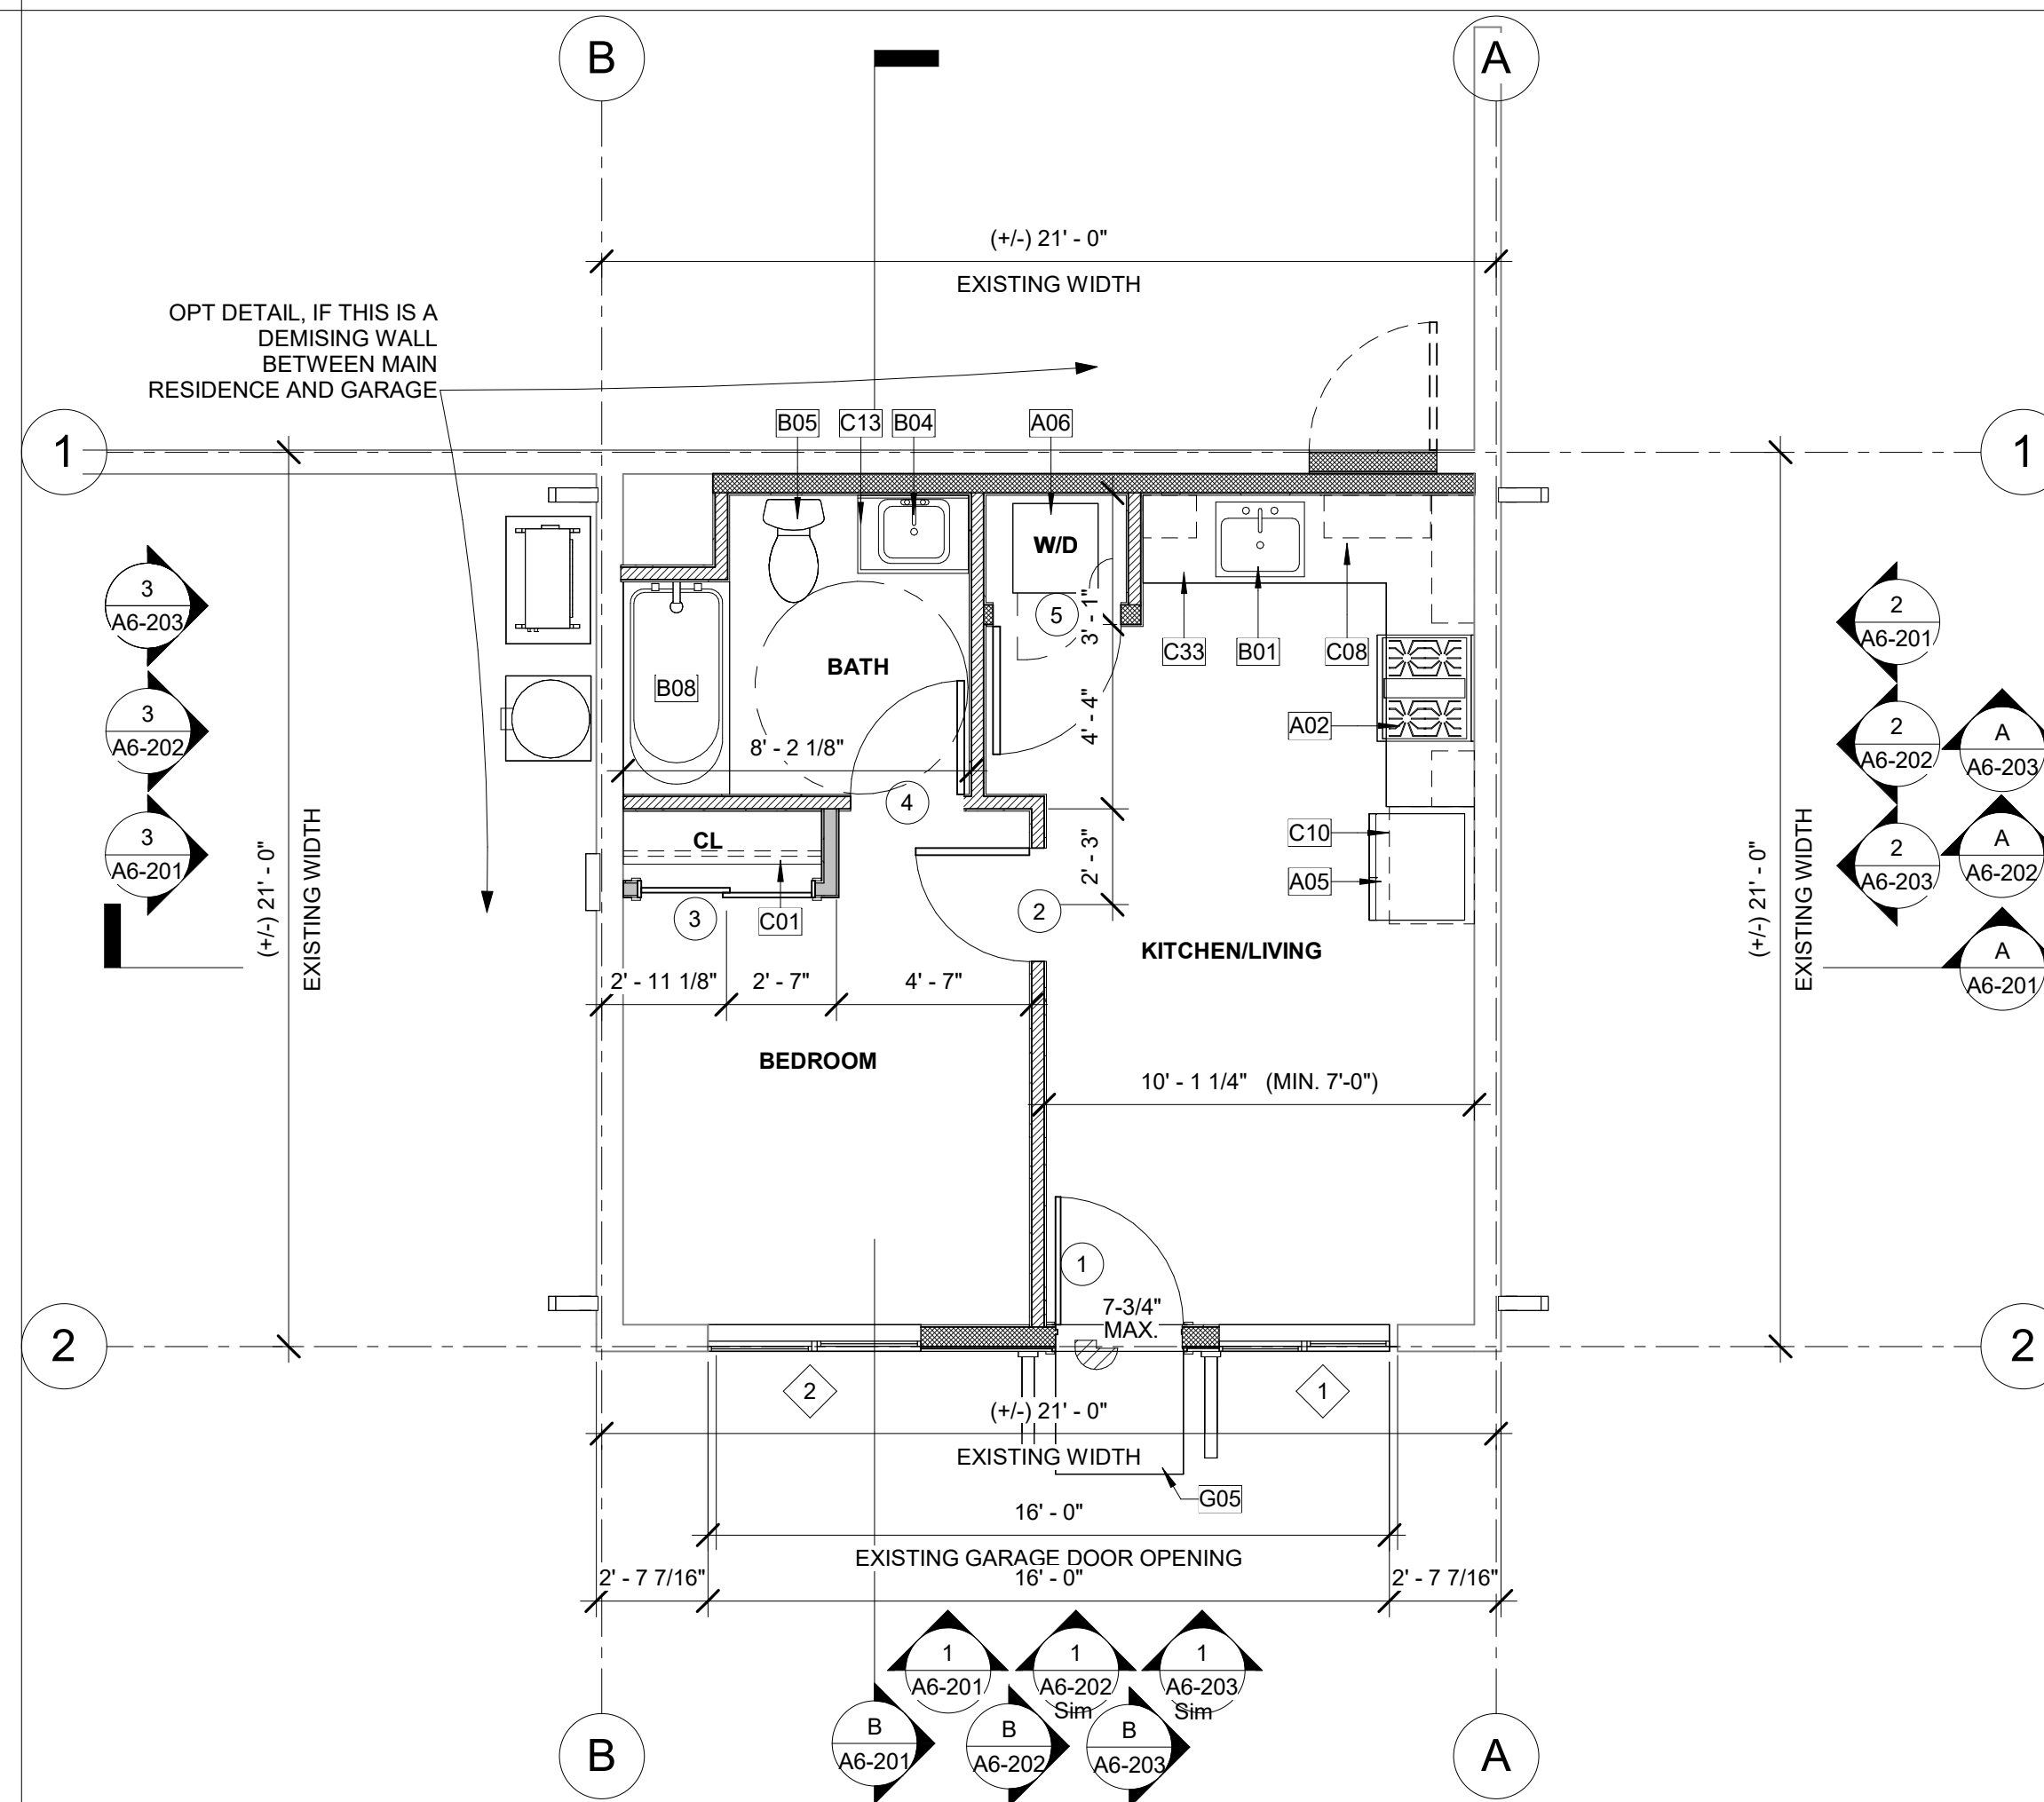 B
A
(+/-) 21' - 0"
EXISTING WIDTH
OPT DETAIL, IF THIS IS A
DEMISING WALL
BETWEEN MAIN
RESIDENCE AND GARAGE
B05
C13
B04
A06
1
1
W/D
5
3' - 1"
C33
B01
C08
3
A6-203
3
A6-202
3
A6-201
2
A6-201
2
A6-202
2
A6-203
A
A6-203
A
A6-202
A
A6-201
BATH
B08
8' - 2 1/8"
4' - 4"
A02
4
CL
2' - 3"
C10
A05
3
C01
2
(+/-) 21' - 0"
EXISTING WIDTH
(+/-) 21' - 0"
EXISTING WIDTH
KITCHEN/LIVING
2' - 11 1/8"
2' - 7"
4' - 7"
BEDROOM
10' - 1 1/4" (MIN. 7'-0")
1
7-3/4"
MAX.
2
2
2
1
(+/-) 21' - 0"
EXISTING WIDTH
G05
16' - 0"
EXISTING GARAGE DOOR OPENING
2' - 7 7/16"
16' - 0"
2' - 7 7/16"
1
A6-201
1
A6-202
Sim
1
A6-203
Sim
B
A6-201
B
A6-202
B
A6-203
B
A